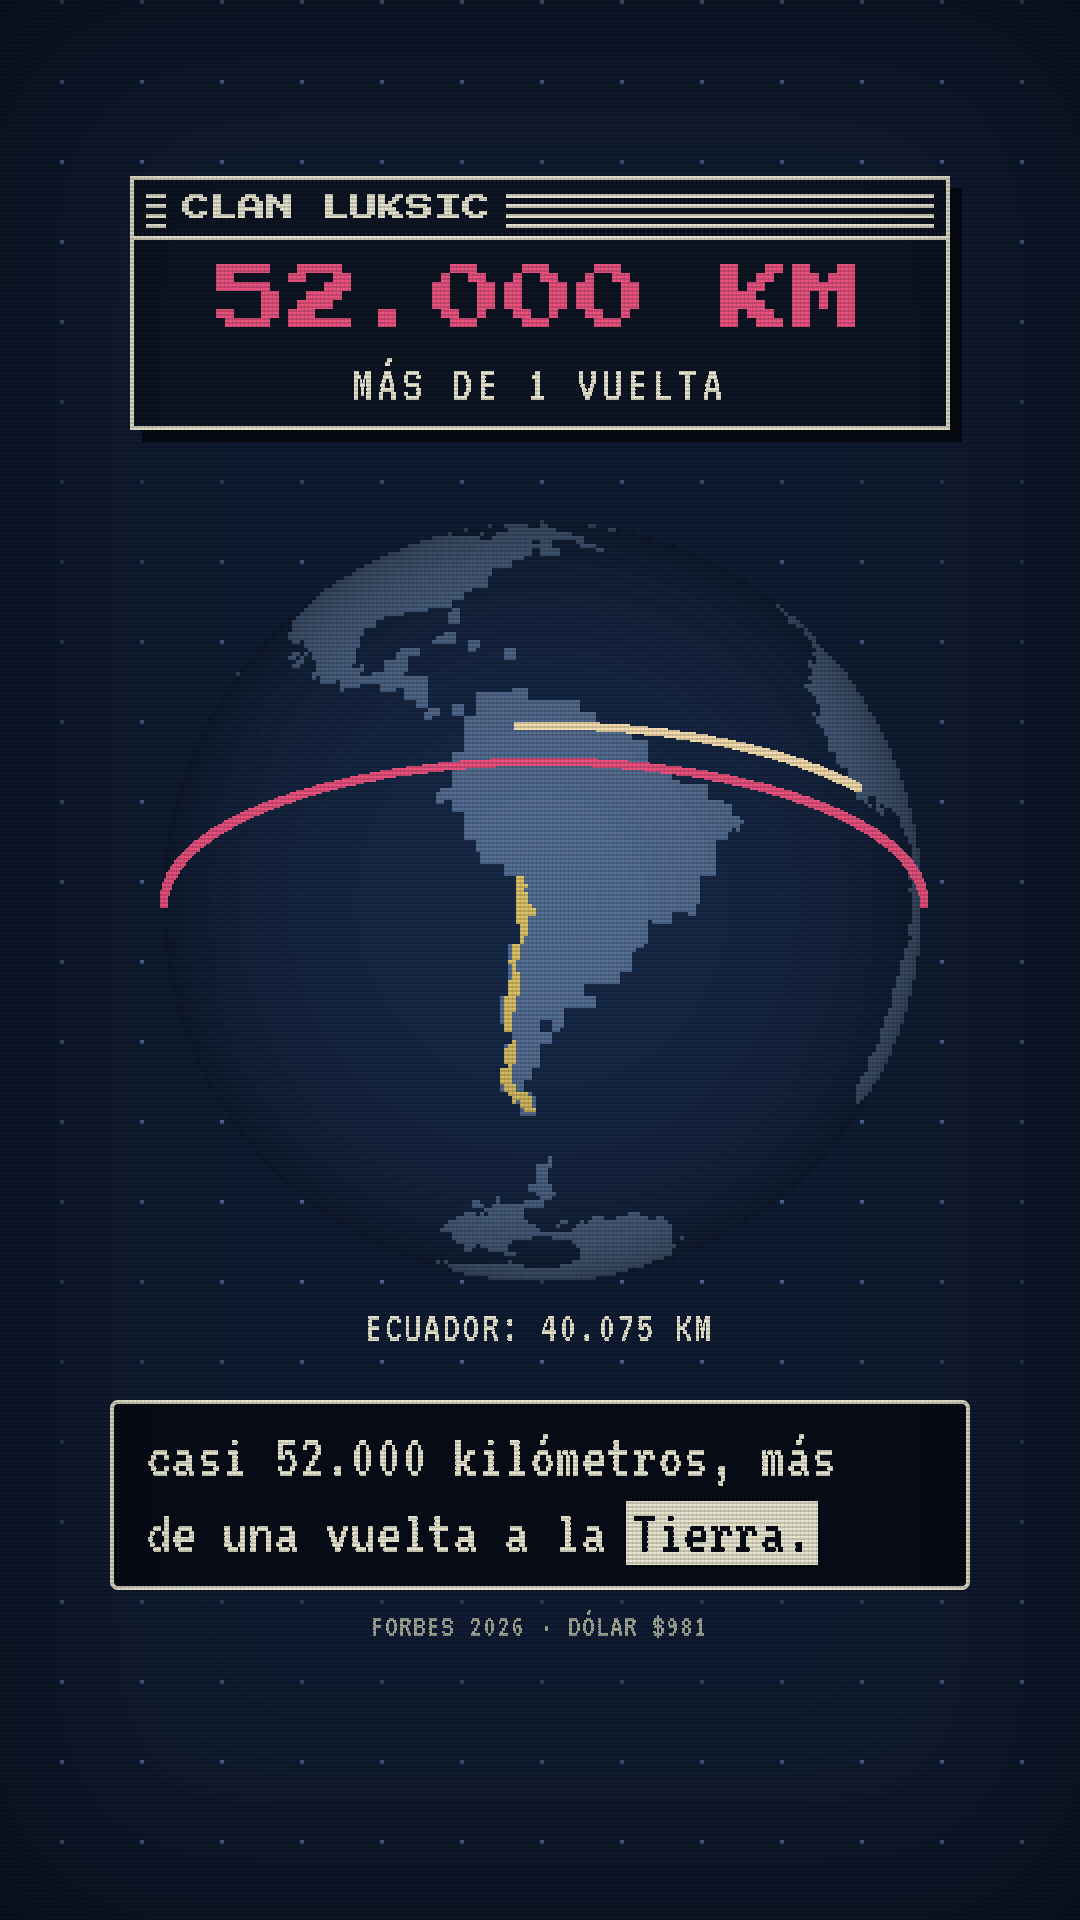 CLAN LUKSIC
52.000 KM
MÁS DE 1 VUELTA
ECUADOR: 40.075 KM
casi 52.000 kilómetros, más
de una vuelta a la Tierra.
FORBES 2026 · DÓLAR $981